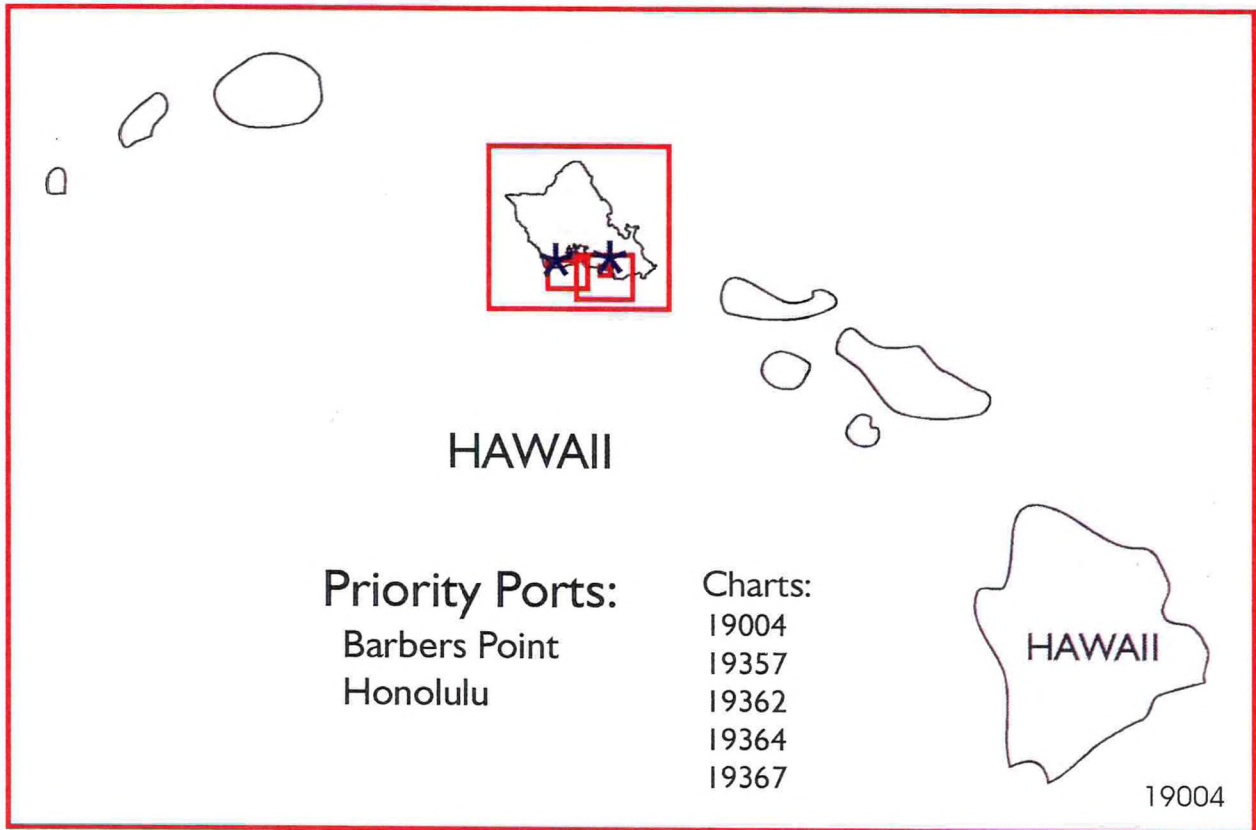 HAWAII
Priority Ports:
Barbers Point
Honolulu
Charts:
19004
19357
19362
19364
19367
HAWAII
19004